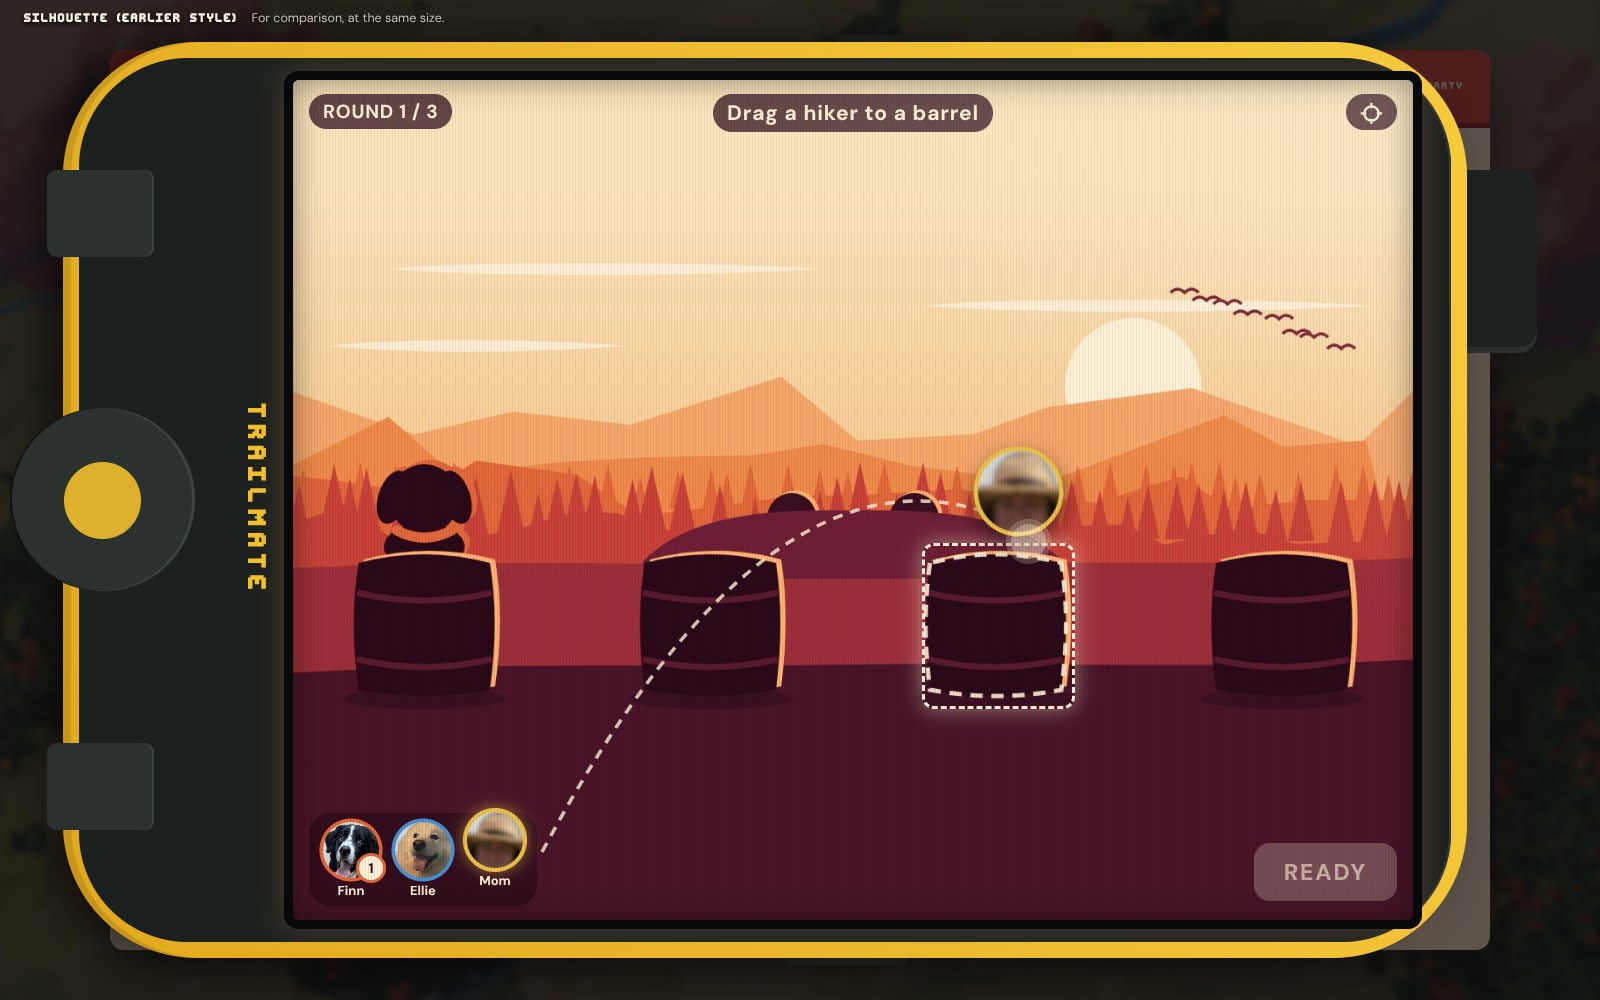 SILHOUETTE (EARLIER STYLE) For comparison, at the same size.
ROUND 1 / 3
Drag a hiker to a barrel
TRAILMATE
1
Finn
Ellie
Mom
READY